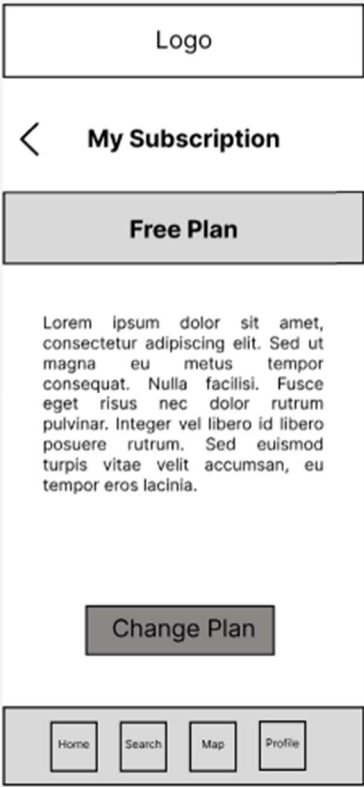 Logo
My Subscription
Free Plan
Lorem ipsum dolor sit amet,
consectetur adipiscing elit. Sed ut
magna eu metus tempor
consequat. Nulla facilisi. Fusce
eget risus nec dolor rutrum
pulvinar. Integer vel libero id libero
posuere rutrum. Sed euismod
turpis vitae velit accumsan, eu
tempor eros lacinia.
Change Plan
Home Search Map Profile